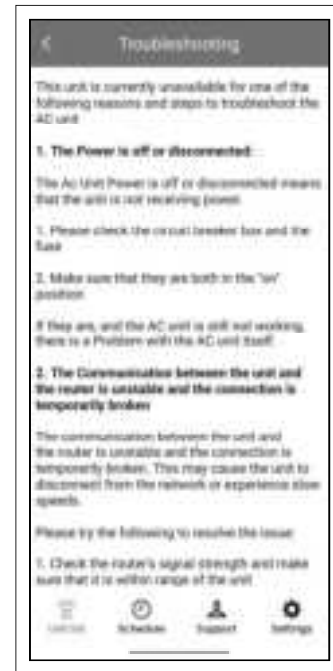 Troubleshooting
This unit is currently unavailable for one of the
following reasons and steps to troubleshoot the
AC unit
1. The Power is off or disconnected:
The Ac Unit Power is off or disconnected means
that the unit is not receiving power.
1. Please check the circuit breaker box and the
fuse
2. Make sure that they are both in the "on"
position
If they are, and the AC unit is still not working,
there is a Problem with the AC unit itself.
2. The Communication between the unit and
the router is unstable and the connection is
temporarily broken
The communication between the unit and
the router is unstable and the connection is
temporarily broken. This may cause the unit to
disconnect from the network or experience slow
speeds.
Please try the following to resolve the issue:
1. Check the router's signal strength and make
sure that it is within range of the unit
Schedule Support Settings